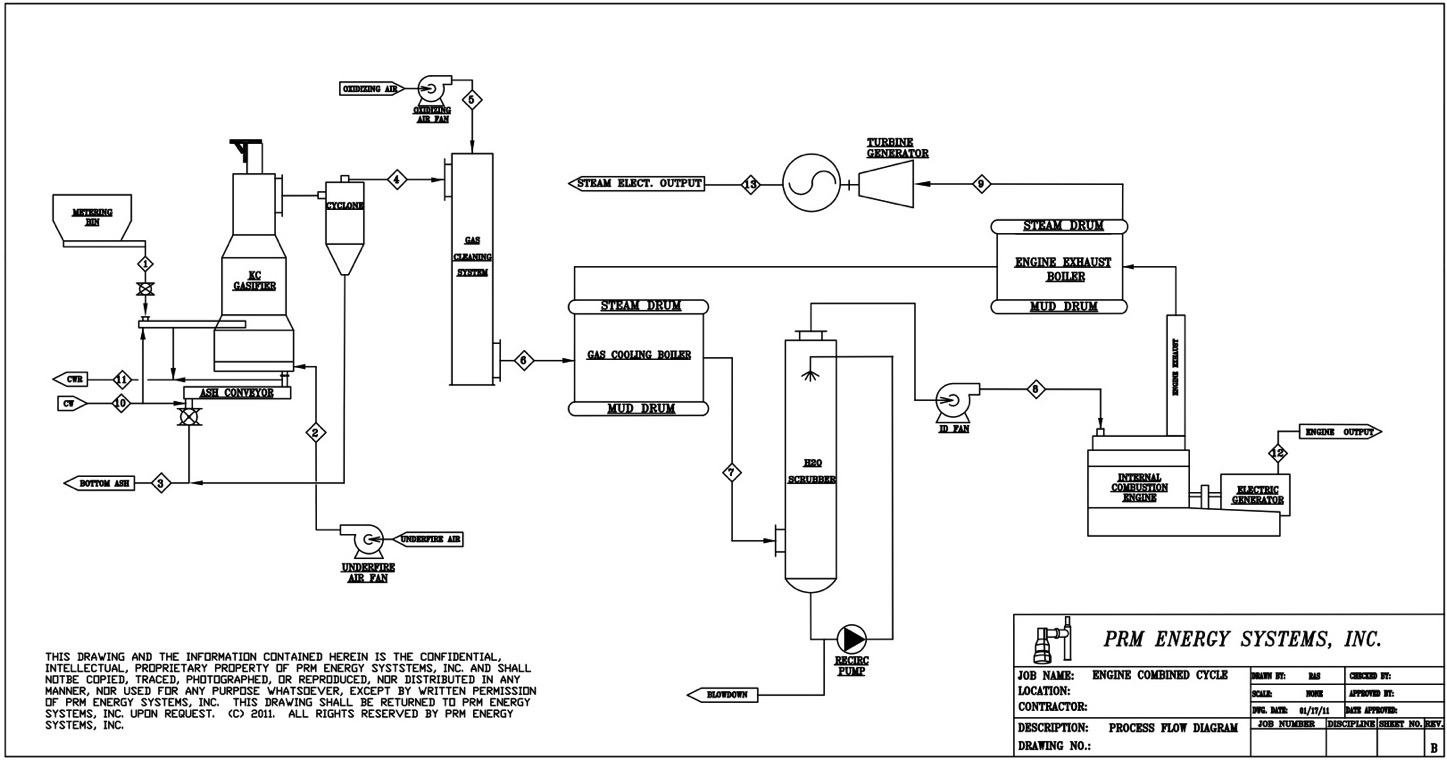 OXIDIZING AIR
OXIDIZING
AIR FAN
5
4
METERING
BIN
1
KC
GASIFIER
CYCLONE
GAS
CLEANING
SYSTEM
TURBINE
GENERATOR
STEAM ELECT. OUTPUT
13
9
STEAM DRUM
ENGINE EXHAUST
BOILER
MUD DRUM
STEAM DRUM
GAS COOLING BOILER
MUD DRUM
6
CWR
11
CW
10
ASH CONVEYOR
2
BOTTOM ASH
3
UNDERFIRE AIR
UNDERFIRE
AIR FAN
7
H2O
SCRUBBER
ID FAN
8
ENGINE EXHAUST
ENGINE OUTPUT
12
INTERNAL
COMBUSTION
ENGINE
ELECTRIC
GENERATOR
RECIRC
PUMP
BLOWDOWN
THIS DRAWING AND THE INFORMATION CONTAINED HEREIN IS THE CONFIDENTIAL,
INTELLECTUAL, PROPRIETARY PROPERTY OF PRM ENERGY SYSTSTEMS, INC. AND SHALL
NOTBE COPIED, TRACED, PHOTOGRAPHED, OR REPRODUCED, NOR DISTRIBUTED IN ANY
MANNER, NOR USED FOR ANY PURPOSE WHATSOEVER, EXCEPT BY WRITTEN PERMISSION
OF PRM ENERGY SYSTEMS, INC. THIS DRAWING SHALL BE RETURNED TO PRM ENERGY
SYSTEMS, INC. UPON REQUEST. (C) 2011. ALL RIGHTS RESERVED BY PRM ENERGY
SYSTEMS, INC.
PRM ENERGY SYSTEMS, INC.
JOB NAME: ENGINE COMBINED CYCLE
LOCATION:
CONTRACTOR:
DRAWN BY: RAS CHECKED BY:
SCALE: NONE APPROVED BY:
DWG. DATE: 01/17/11 DATE APPROVED:
DESCRIPTION: PROCESS FLOW DIAGRAM
DRAWING NO.:
JOB NUMBER DISCIPLINE SHEET NO. REV.
B